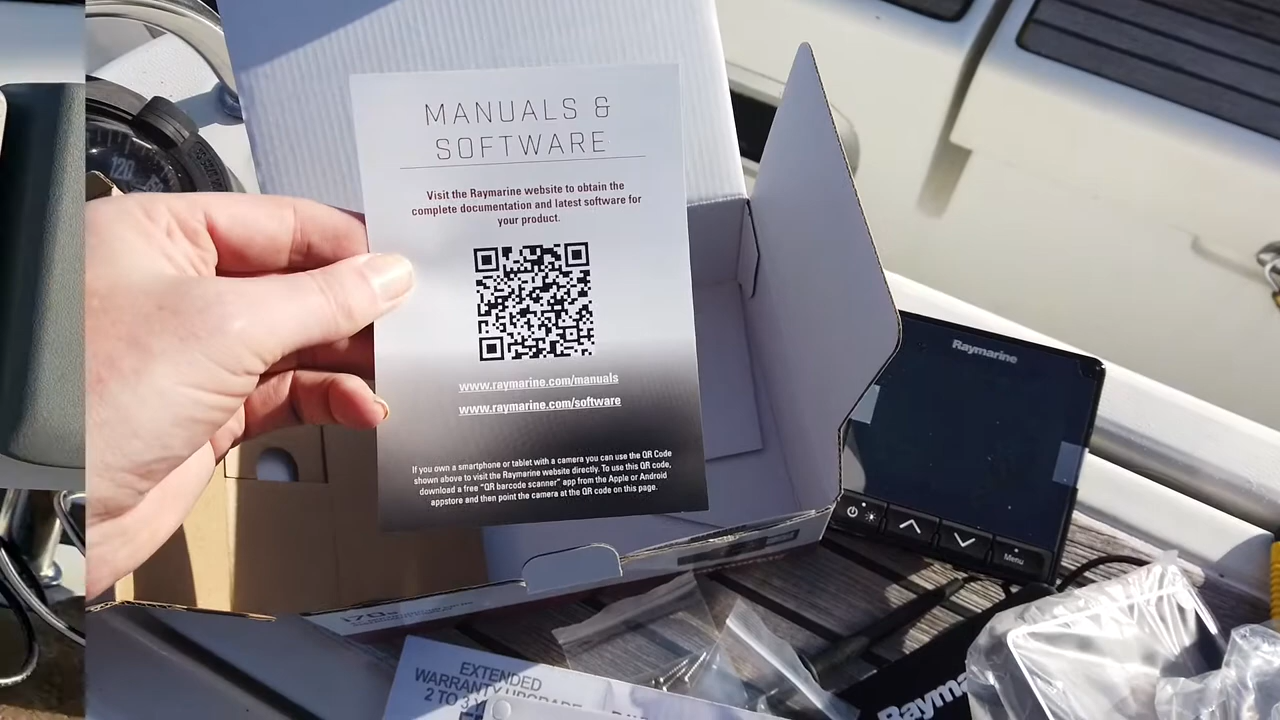 MANUALS &
SOFTWARE
Visit the Raymarine website to obtain the
complete documentation and latest software for
your product.
www.raymarine.com/manuals
www.raymarine.com/software
If you own a smartphone or tablet with a camera you can use the QR Code
shown above to visit the Raymarine website directly. To use this QR code,
download a free "QR barcode scanner" app from the Apple or Android
appstore and then point the camera at the QR code on this page.
120
Raymarine
Menu
i70s
EXTENDED
WARRANTY UPGRADE
2 TO 3
Rayma